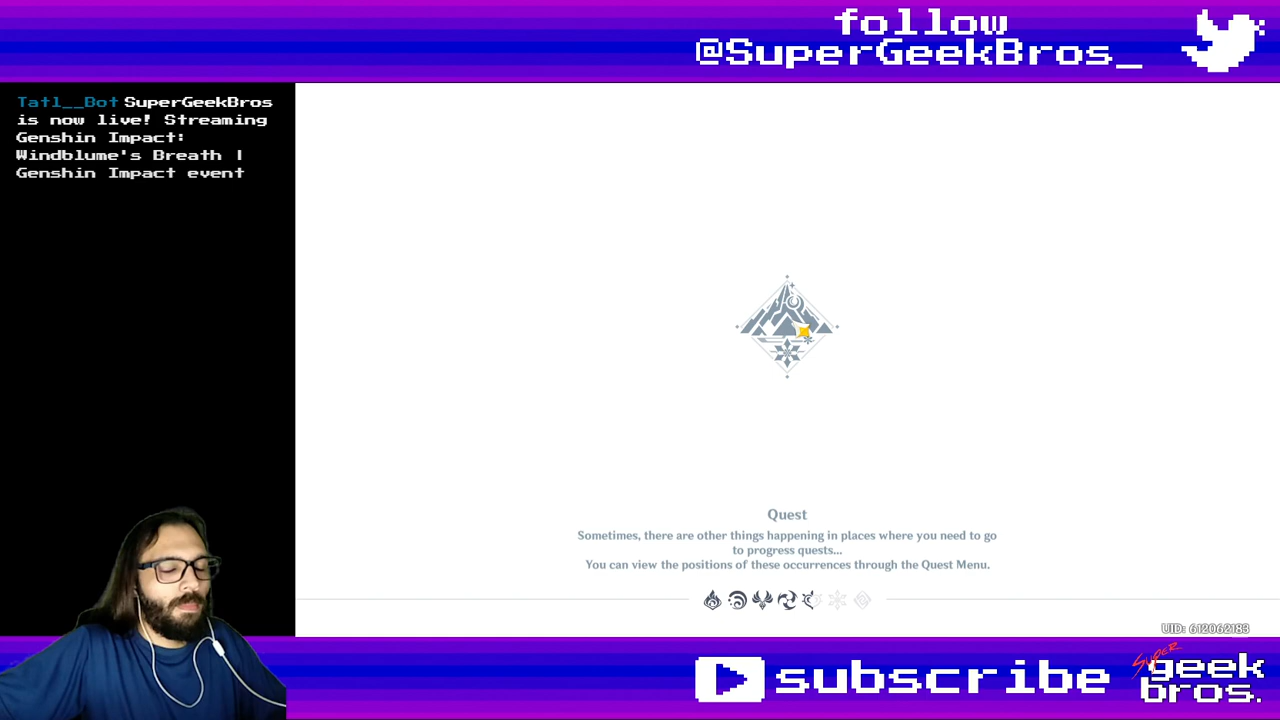 follow
@SuperGeekBros_
Tatl__Bot SuperGeekBros
is now live! Streaming
Genshin Impact:
Windblume's Breath |
Genshin Impact event
Quest
Sometimes, there are other things happening in places where you need to go
to progress quests...
You can view the positions of these occurrences through the Quest Menu.
UID: 612062183
subscribe
SUPER
geek
bros.